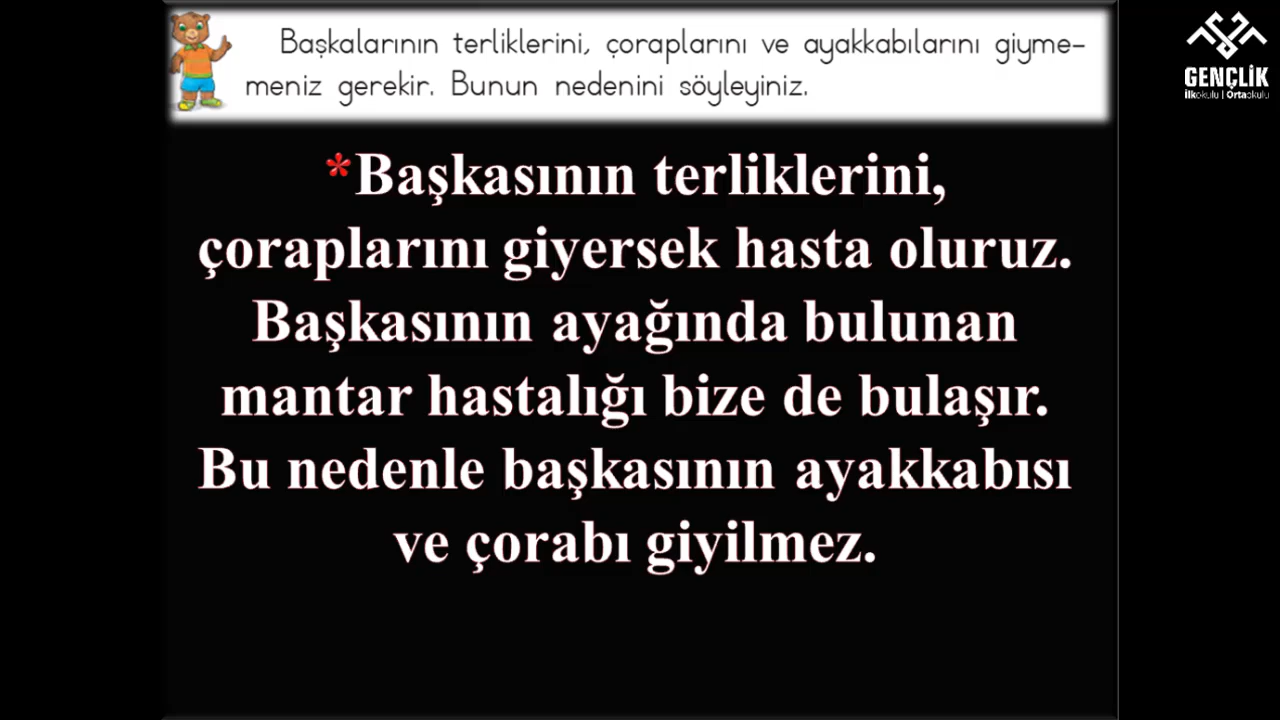 Başkalarının terliklerini, çoraplarını ve ayakkabılarını giyme-
meniz gerekir. Bunun nedenini söyleyiniz.
GENÇLİK
İlkokulu | Ortaokulu
*Başkasının terliklerini,
çoraplarını giyersek hasta oluruz.
Başkasının ayağında bulunan
mantar hastalığı bize de bulaşır.
Bu nedenle başkasının ayakkabısı
ve çorabı giyilmez.